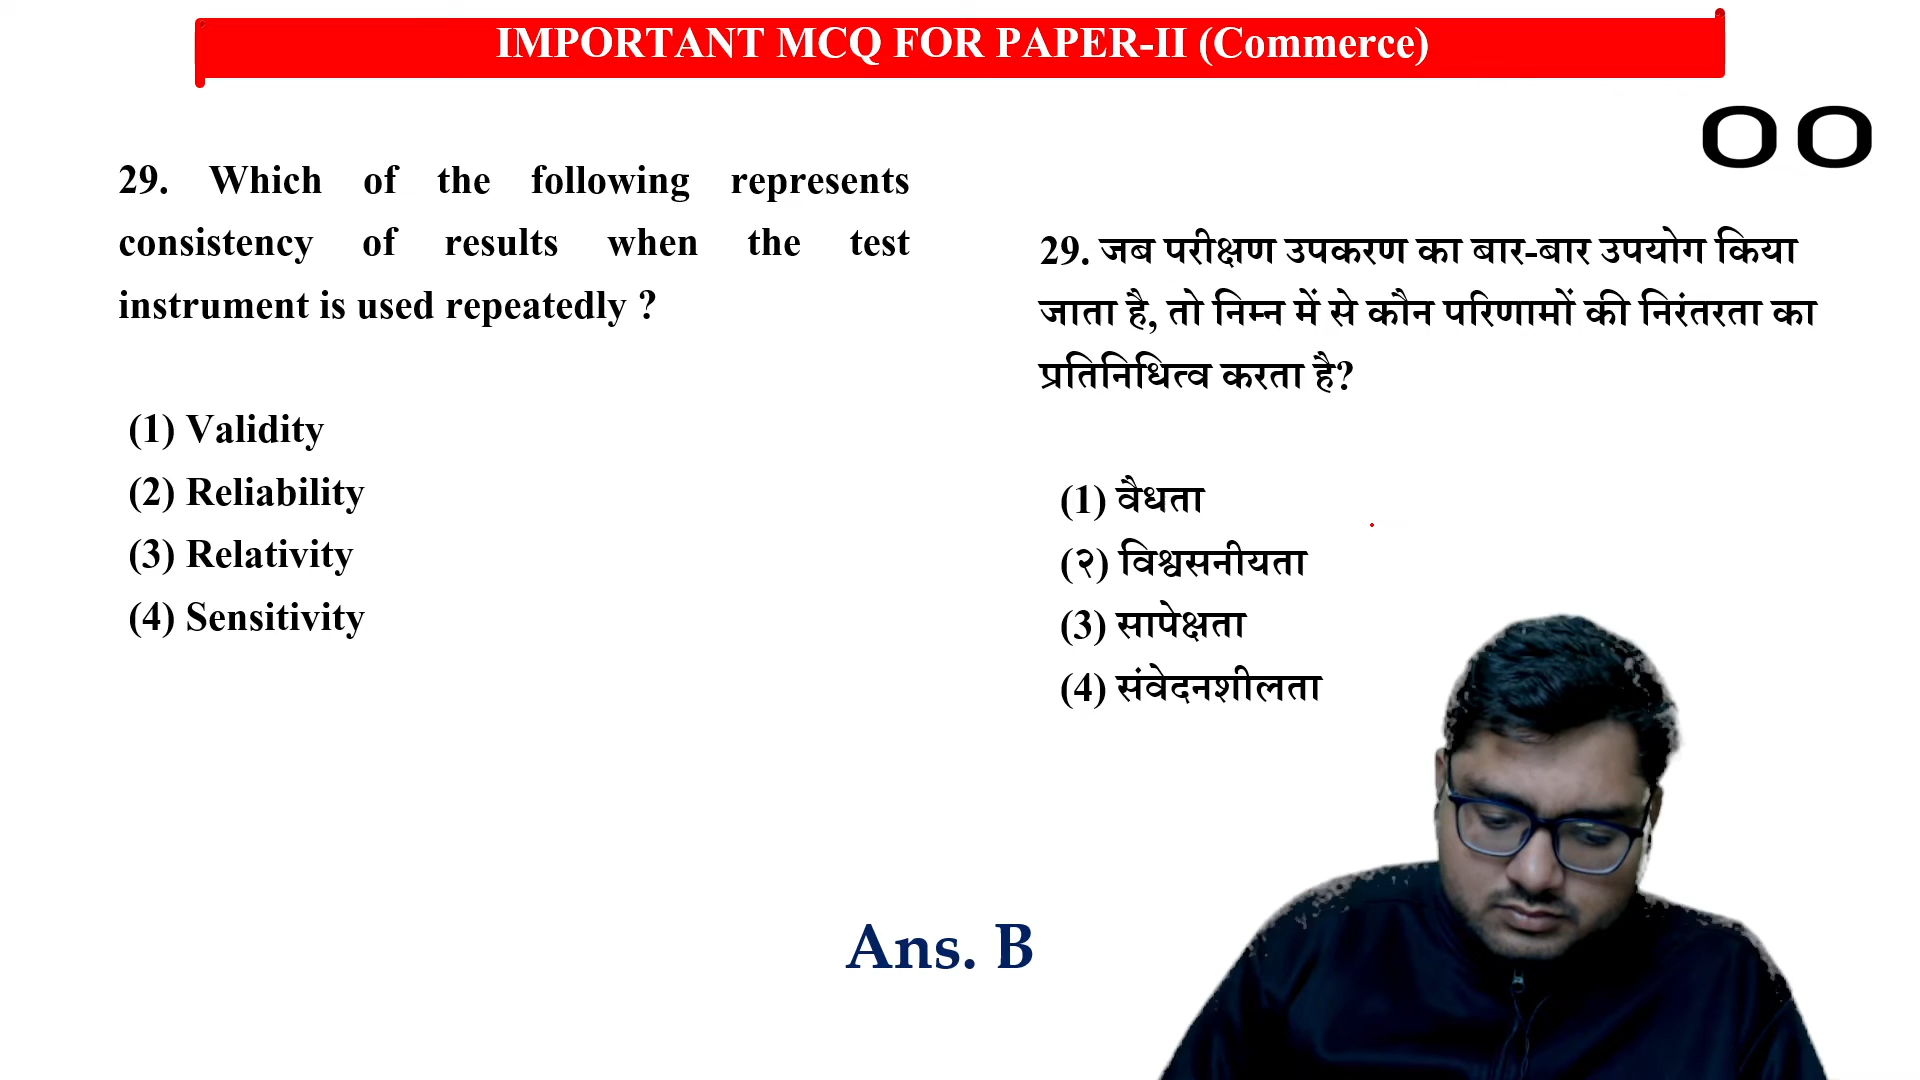 IMPORTANT MCQ FOR PAPER-II (Commerce)
00
29. Which of the following represents
consistency of results when the test
instrument is used repeatedly ?
(1) Validity
(2) Reliability
(3) Relativity
(4) Sensitivity
29. जब परीक्षण उपकरण का बार-बार उपयोग किया
जाता है, तो निम्न में से कौन परिणामों की निरंतरता का
प्रतिनिधित्व करता है?
(1) वैधता
(२) विश्वसनीयता
(3) सापेक्षता
(4) संवेदनशीलता
Ans. B